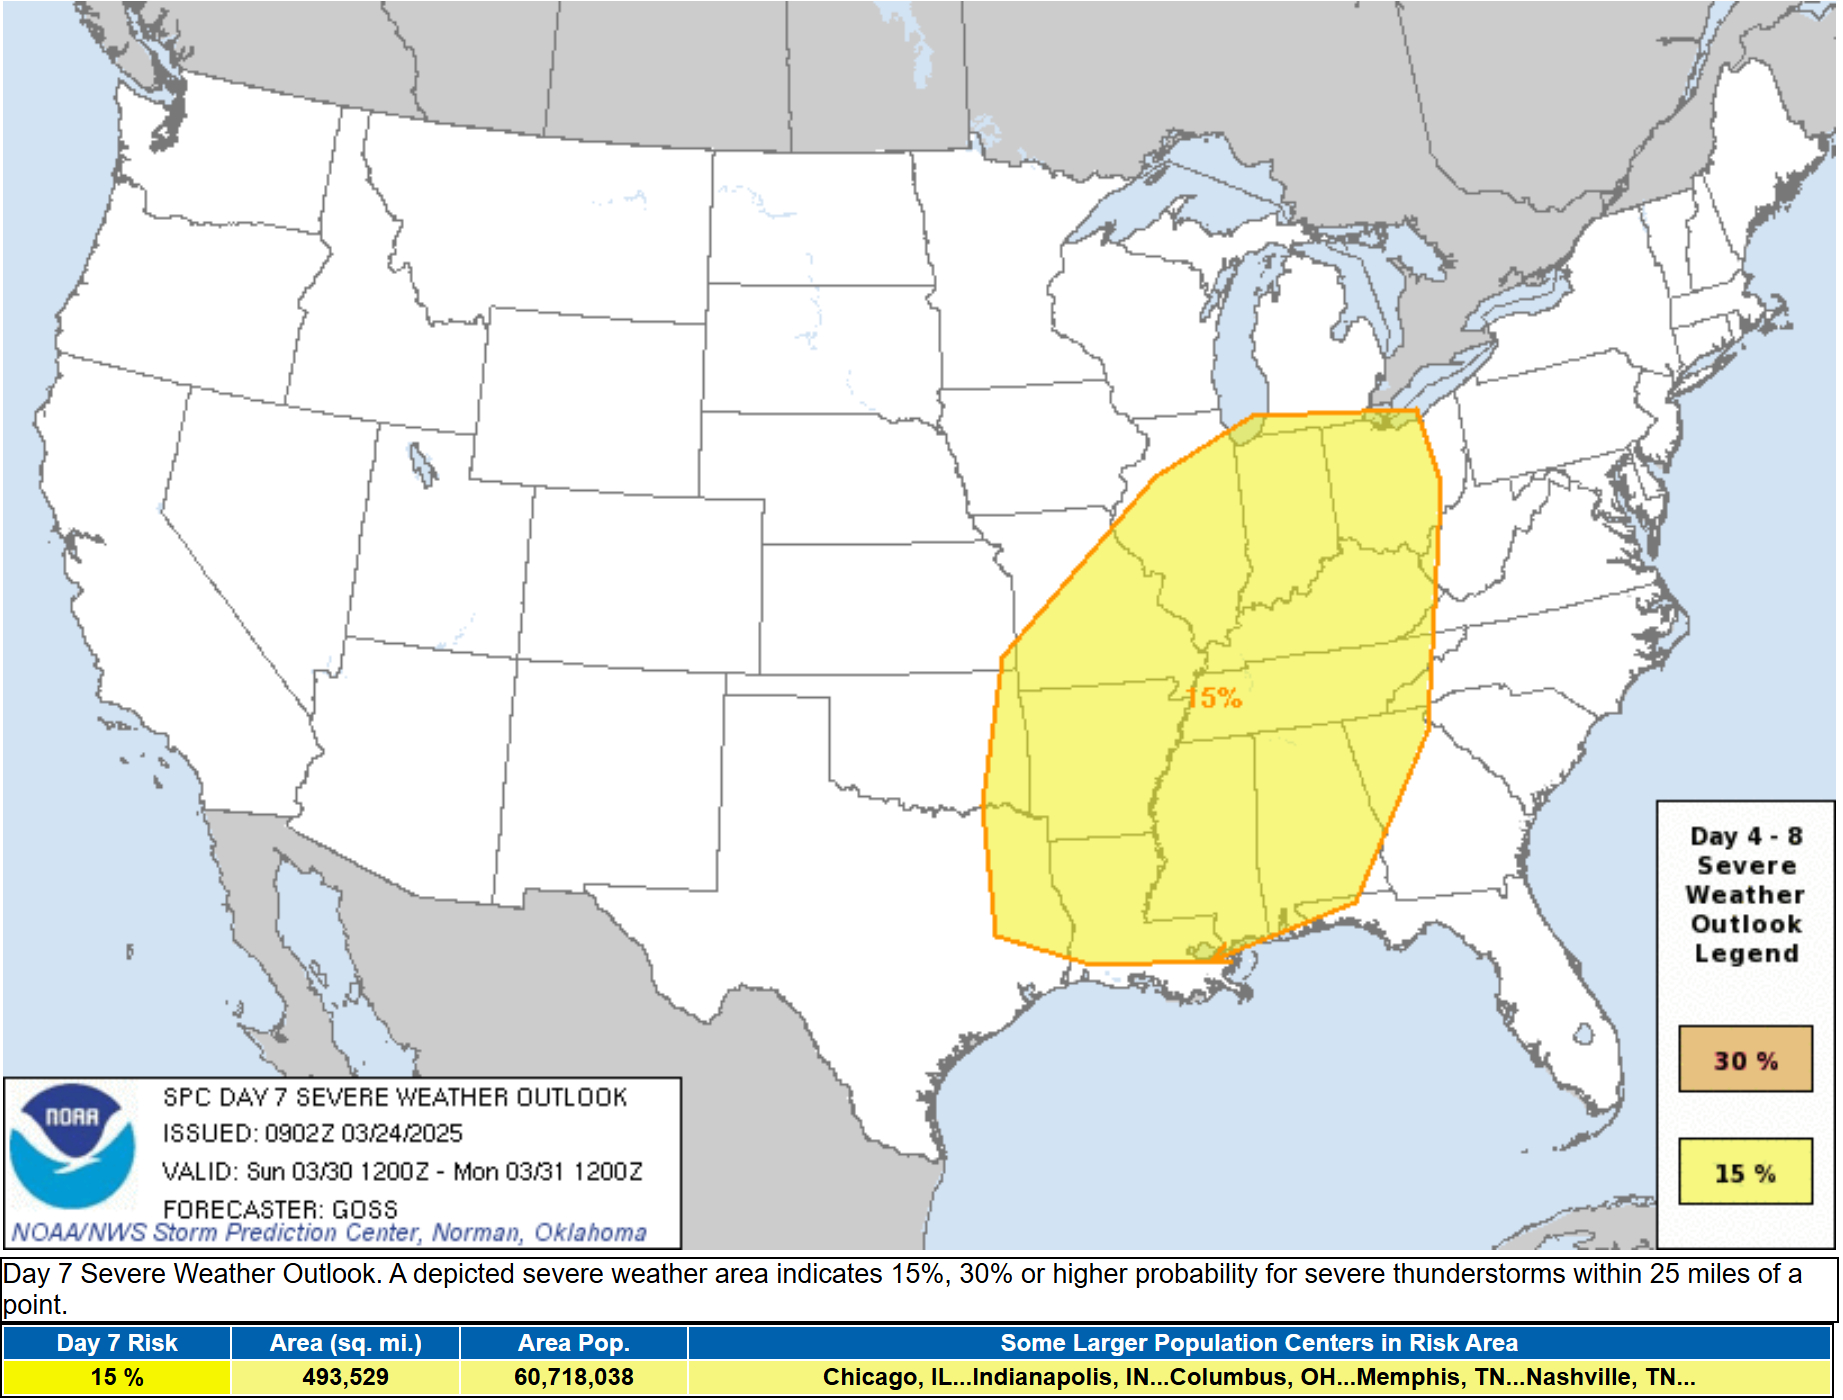 15%
Day 4 - 8
Severe
Weather
Outlook
Legend
30 %
15 %
NOAA
SPC DAY 7 SEVERE WEATHER OUTLOOK
ISSUED: 0902Z 03/24/2025
VALID: Sun 03/30 1200Z - Mon 03/31 1200Z
FORECASTER: GOSS
NOAA/NWS Storm Prediction Center, Norman, Oklahoma
Day 7 Severe Weather Outlook. A depicted severe weather area indicates 15%, 30% or higher probability for severe thunderstorms within 25 miles of a
point.
Day 7 Risk Area (sq. mi.) Area Pop. Some Larger Population Centers in Risk Area
15 % 493,529 60,718,038 Chicago, IL...Indianapolis, IN...Columbus, OH...Memphis, TN...Nashville, TN...